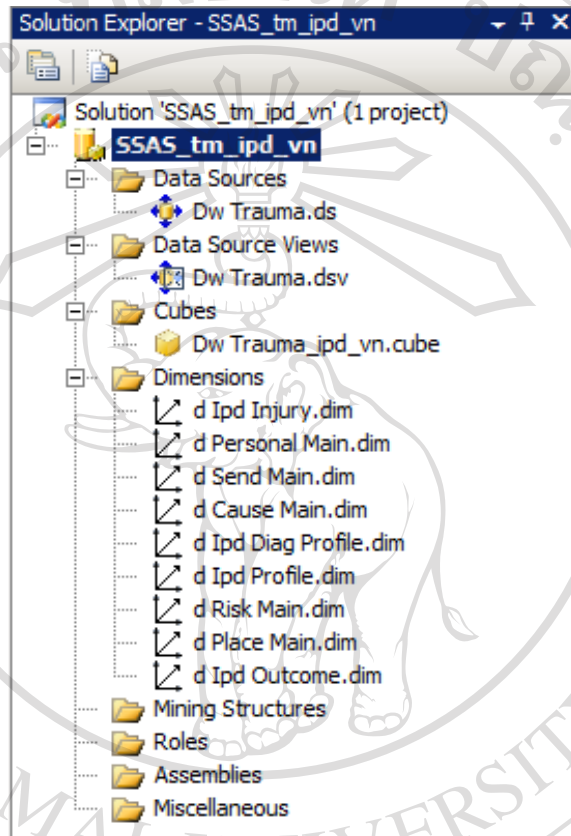 Solution Explorer - SSAS_tm_ipd_vn
Solution 'SSAS_tm_ipd_vn' (1 project)
SSAS_tm_ipd_vn
Data Sources
Dw Trauma.ds
Data Source Views
Dw Trauma.dsv
Cubes
Dw Trauma_ipd_vn.cube
Dimensions
d Ipd Injury.dim
d Personal Main.dim
d Send Main.dim
d Cause Main.dim
d Ipd Diag Profile.dim
d Ipd Profile.dim
d Risk Main.dim
d Place Main.dim
d Ipd Outcome.dim
Mining Structures
Roles
Assemblies
Miscellaneous